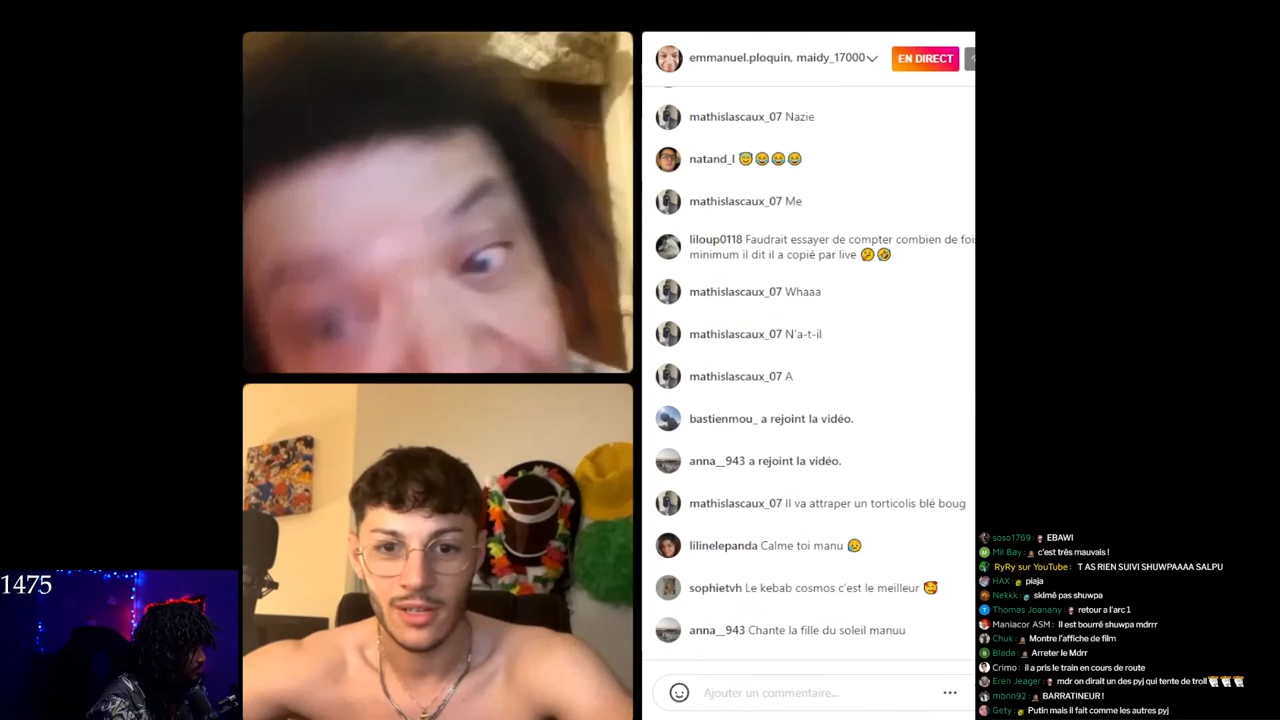 emmanuel.ploquin, maidy_17000
EN DIRECT
mathislascaux_07 Nazie
natand_l 😇😂😂😂
mathislascaux_07 Me
liloup0118 Faudrait essayer de compter combien de foi
minimum il dit il a copié par live 🤔🤣
mathislascaux_07 Whaaa
mathislascaux_07 N'a-t-il
mathislascaux_07 A
bastienmou_ a rejoint la vidéo.
anna__943 a rejoint la vidéo.
mathislascaux_07 Il va attraper un torticolis blé boug
lilinelepanda Calme toi manu 😥
sophietvh Le kebab cosmos c'est le meilleur 🥰
anna__943 Chante la fille du soleil manuu
Ajouter un commentaire...
1475
soso1769 : EBAWI
Mil Bay : c'est très mauvais !
RyRy sur YouTube : T AS RIEN SUIVI SHUWPAAAA SALPU
HAX : piaja
Nekkk : skimé pas shuwpa
Thomas Joanany : retour a l'arc 1
Maniacor ASM : Il est bourré shuwpa mdrrr
Chuk : Montre l'affiche de film
Blada : Arreter le Mdrr
Crimo : il a pris le train en cours de route
Eren Jeager : mdr on dirait un des pyj qui tente de troll
mbnn92 : BARRATINEUR !
Gety : Putin mais il fait comme les autres pyj